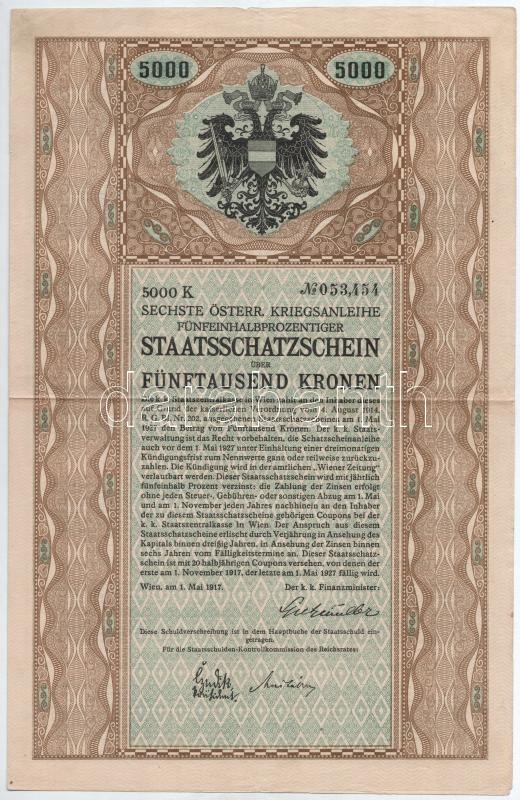 5000 5000
5000 K № 053,454
SECHSTE ÖSTERR. KRIEGSANLEIHE
FÜNFEINHALBPROZENTIGER
STAATSSCHATZSCHEIN
ÜBER
FÜNFTAUSEND KRONEN
Die k. k. Staatszentralkasse in Wien zahlt an den Inhaber dieses
auf Grund der kaiserlichen Verordnung vom 4. August 1914,
R. G. Bl. Nr. 202, ausgegebenen Staatsschatzscheines am 1. Mai
1927 den Betrag von Fünftausend Kronen. Der k. k. Staats-
verwaltung ist das Recht vorbehalten, die Schatzscheinanleihe
auch vor dem 1. Mai 1927 unter Einhaltung einer dreimonatigen
Kündigungsfrist zum Nennwerte ganz oder teilweise zurückzu-
zahlen. Die Kündigung wird in der amtlichen „Wiener Zeitung“
verlautbart werden. Dieser Staatsschatzschein wird mit jährlich
fünfeinhalb Prozent verzinst; die Zahlung der Zinsen erfolgt
ohne jeden Steuer-, Gebühren- oder sonstigen Abzug am 1. Mai
und am 1. November jeden Jahres nachhinein an den Inhaber
der zu diesem Staatsschatzscheine gehörigen Coupons bei der
k. k. Staatszentralkasse in Wien. Der Anspruch aus diesem
Staatsschatzscheine erlischt durch Verjährung in Ansehung des
Kapitals binnen dreißig Jahren, in Ansehung der Zinsen binnen
sechs Jahren vom Fälligkeitstermine an. Dieser Staatsschatz-
schein ist mit 20 halbjährigen Coupons versehen, von denen der
erste am 1. November 1917, der letzte am 1. Mai 1927 fällig wird.
Wien, am 1. Mai 1917. Der k. k. Finanzminister:
Diese Schuldverschreibung ist in dem Hauptbuche der Staatsschuld ein-
getragen.
Für die Staatsschulden-Kontrollkommission des Reichsrates: